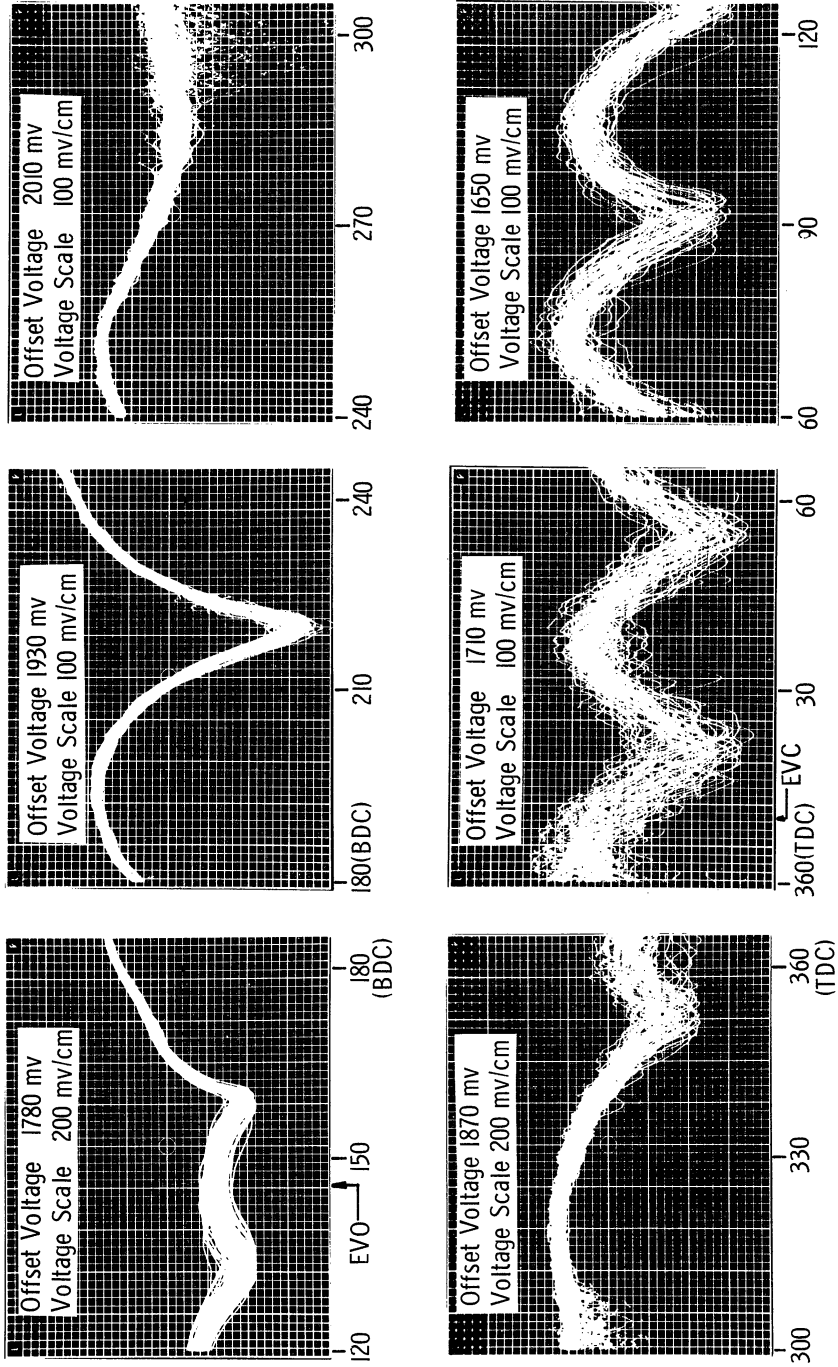 Offset Voltage 1780 mv
Voltage Scale 200 mv/cm
120 150 180
(BDC)
EVO
Offset Voltage 1930 mv
Voltage Scale 100 mv/cm
180(BDC) 210 240
Offset Voltage 2010 mv
Voltage Scale 100 mv/cm
240 270 300
Offset Voltage 1870 mv
Voltage Scale 200 mv/cm
300 330 360
(TDC)
Offset Voltage 1710 mv
Voltage Scale 100 mv/cm
EVC
360(TDC) 30 60
Offset Voltage 1650 mv
Voltage Scale 100 mv/cm
60 90 120